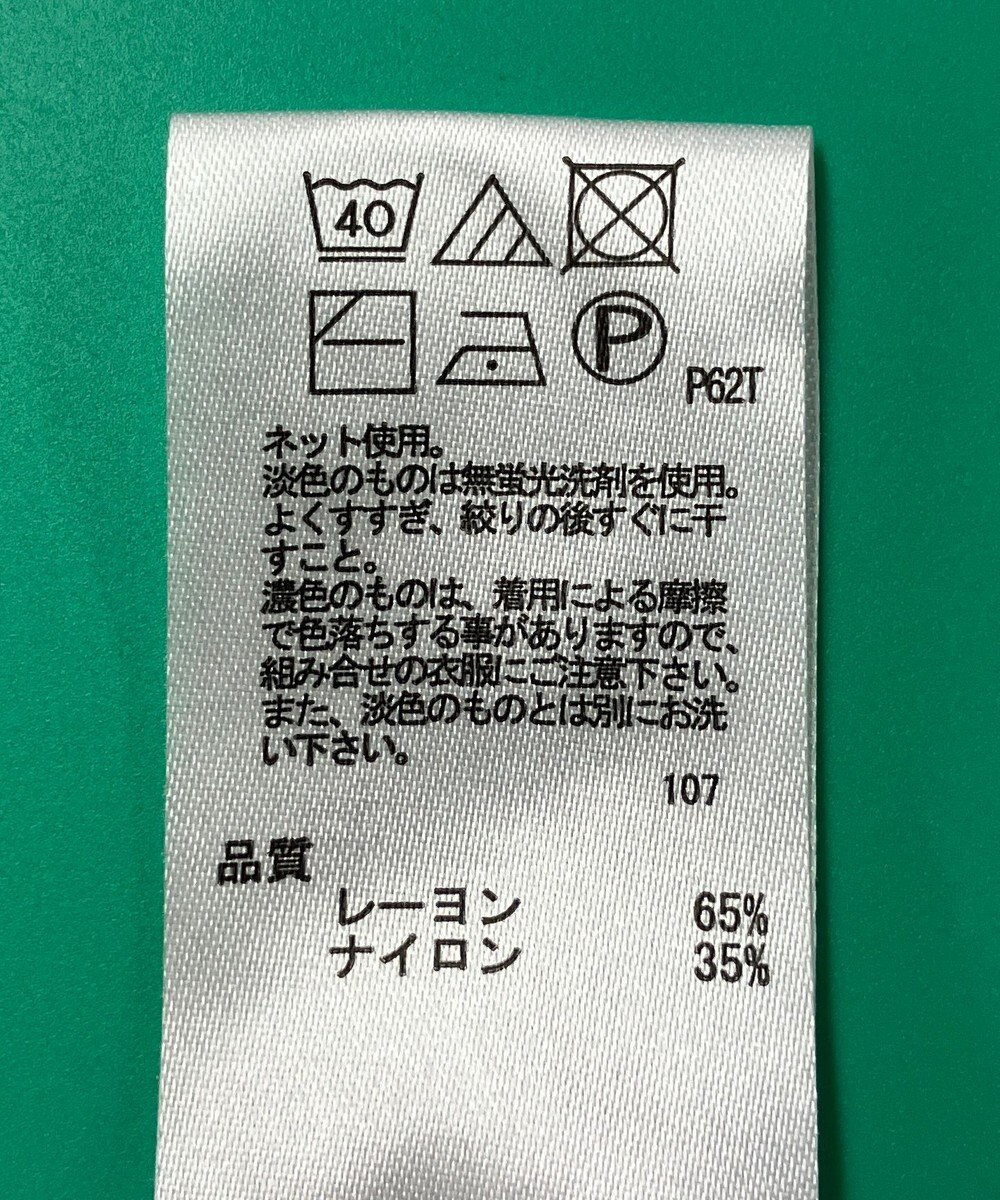 40
P
P62T
ネット使用。
淡色のものは無蛍光洗剤を使用。
よくすすぎ、絞りの後すぐに干
すこと。
濃色のものは、着用による摩擦
で色落ちする事がありますので、
組み合せの衣服にご注意下さい。
また、淡色のものとは別にお洗
い下さい。
107
品質
レーヨン 65%
ナイロン 35%